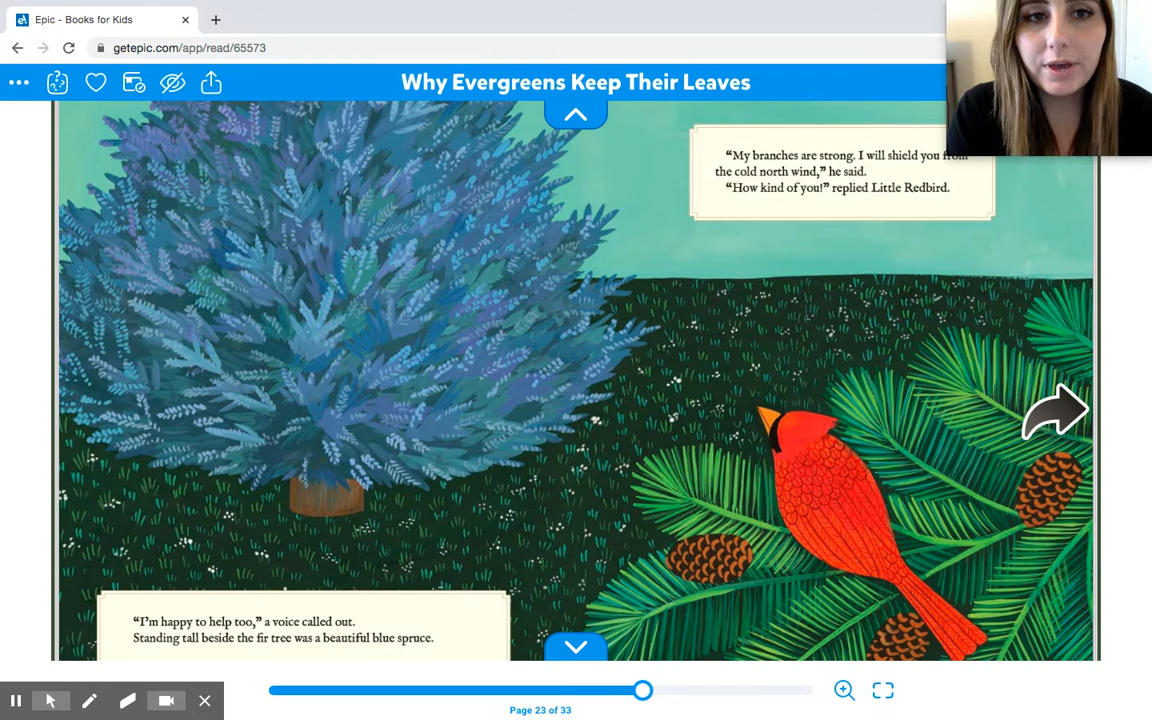 Epic - Books for Kids
getepic.com/app/read/65573
Why Evergreens Keep Their Leaves
“My branches are strong. I will shield you from
the cold north wind,” he said.
“How kind of you!” replied Little Redbird.
“I’m happy to help too,” a voice called out.
Standing tall beside the fir tree was a beautiful blue spruce.
Page 23 of 33